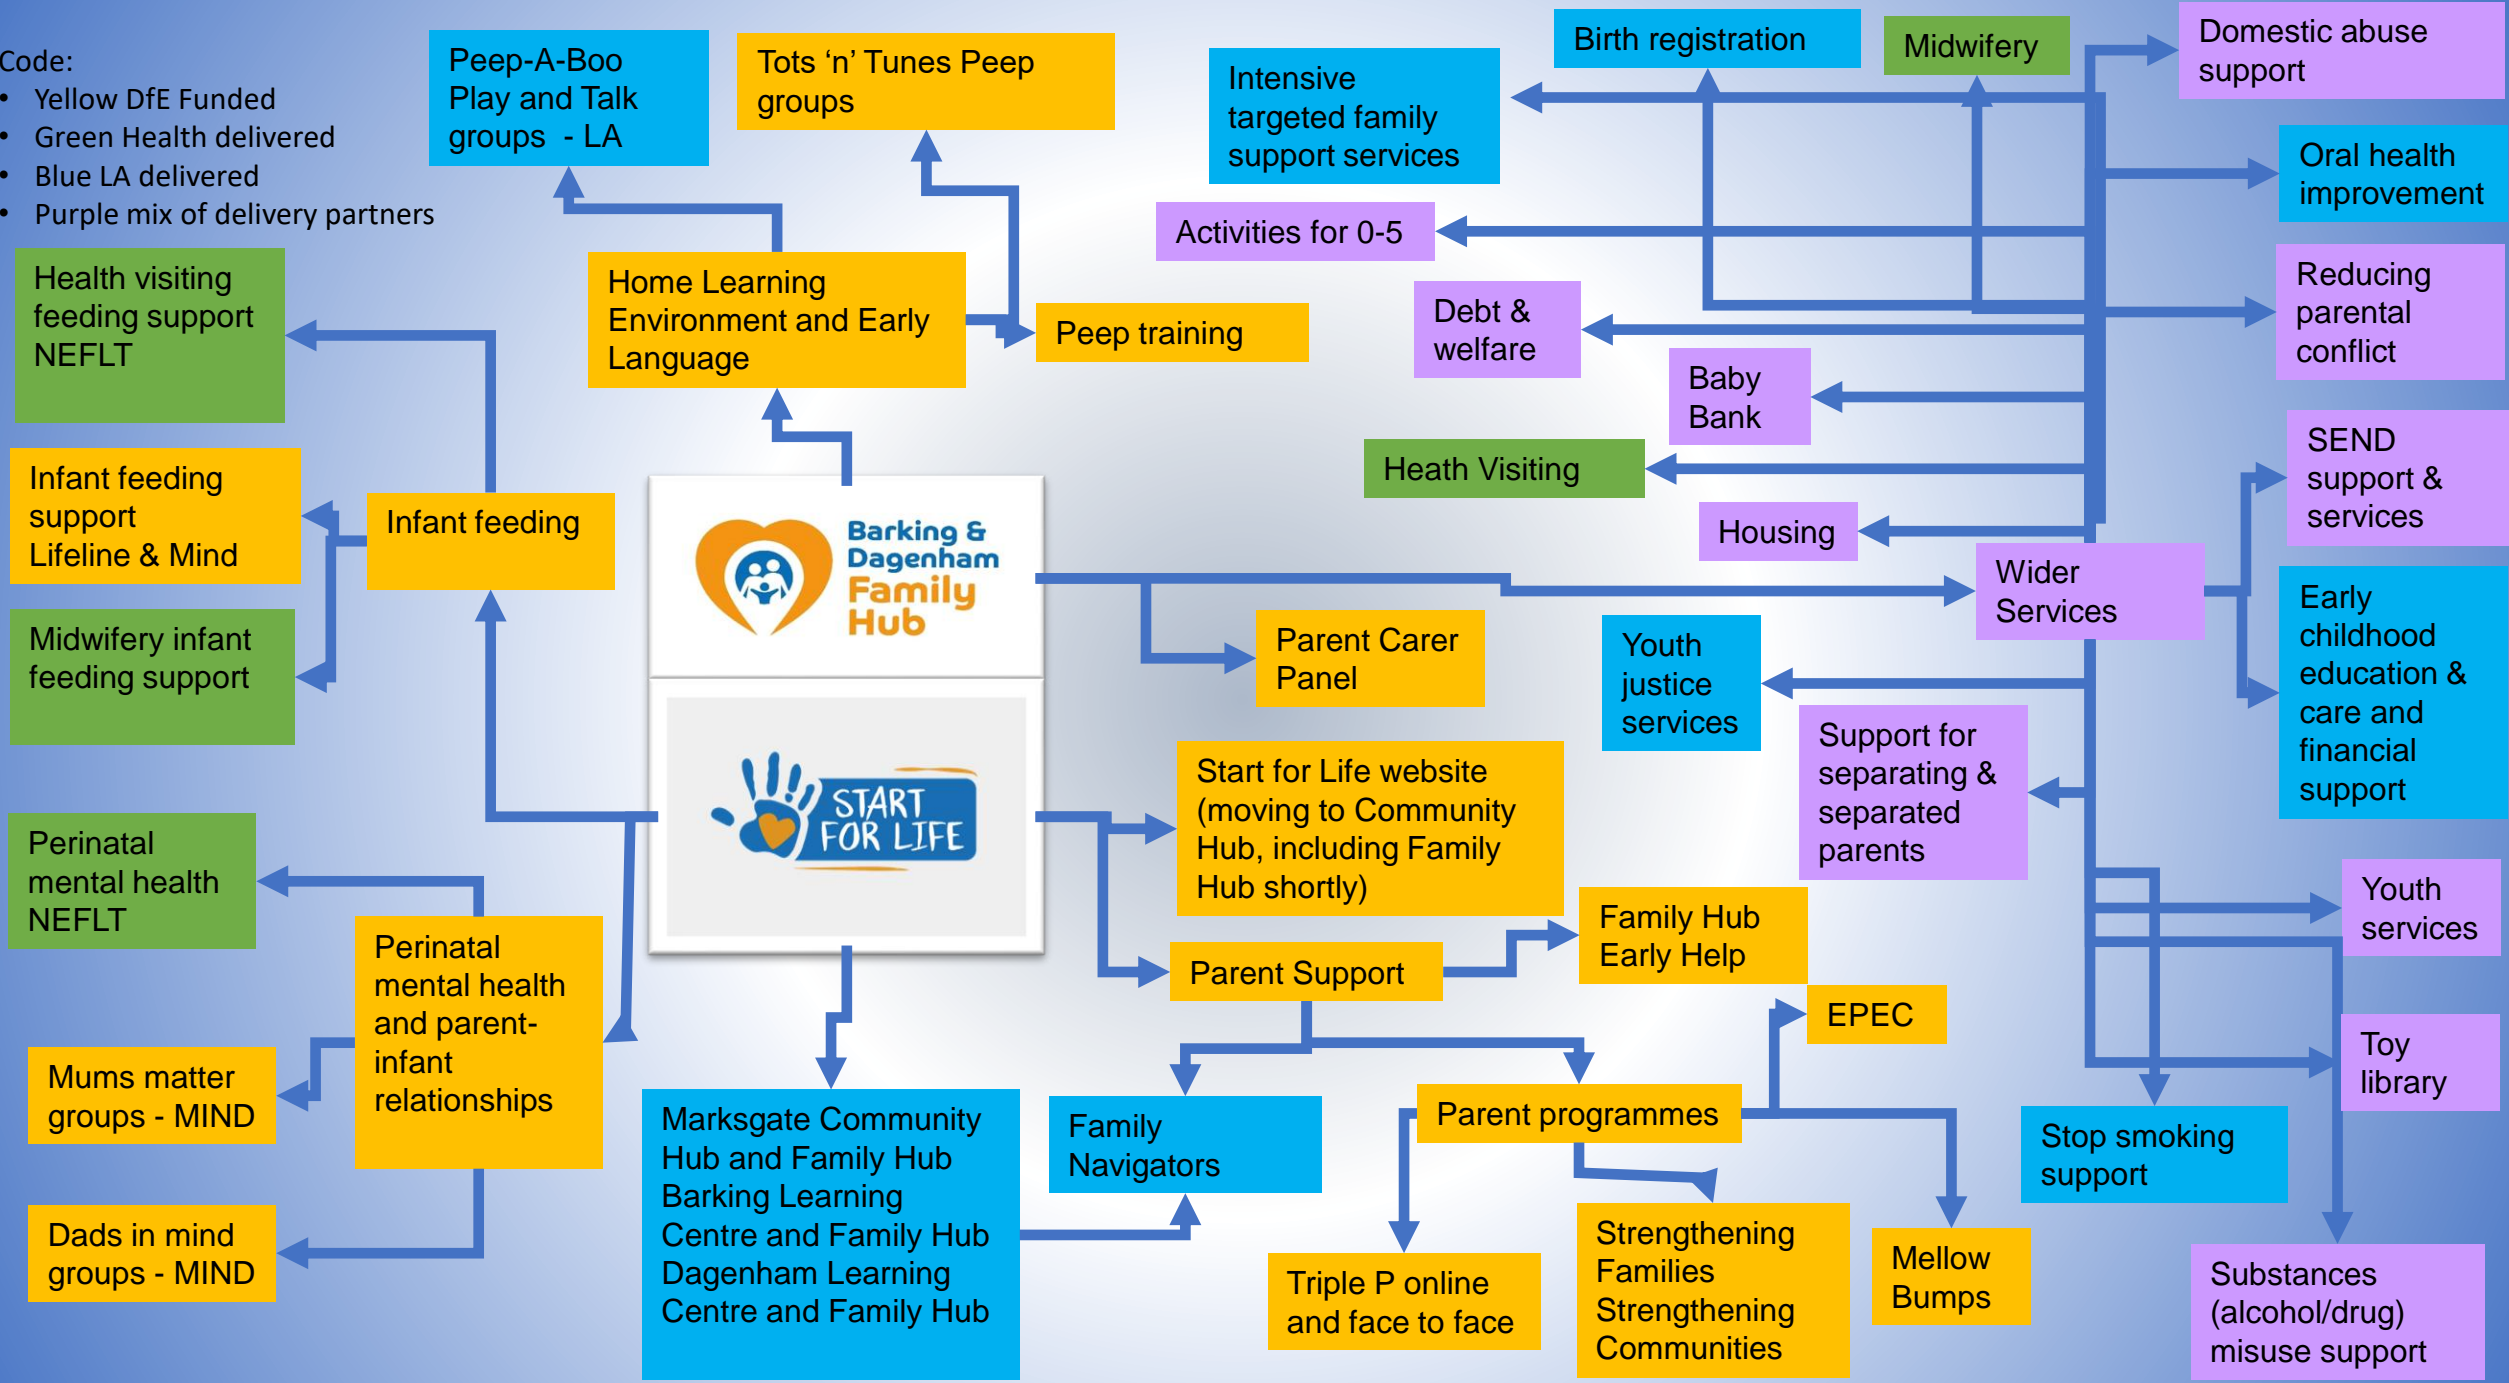 Code:
• Yellow DfE Funded
• Green Health delivered
• Blue LA delivered
• Purple mix of delivery partners
Peep-A-Boo
Play and Talk
groups - LA
Tots ‘n’ Tunes Peep
groups
Intensive
targeted family
support services
Birth registration
Midwifery
Domestic abuse
support
Oral health
improvement
Activities for 0-5
Health visiting
feeding support
NEFLT
Home Learning
Environment and Early
Language
Peep training
Debt &
welfare
Reducing
parental
conflict
Baby
Bank
Heath Visiting
SEND
support &
services
Infant feeding
support
Lifeline & Mind
Infant feeding
Housing
Barking &
Dagenham
Family
Hub
Wider
Services
Early
childhood
education &
care and
financial
support
Midwifery infant
feeding support
Parent Carer
Panel
Youth
justice
services
Support for
separating &
separated
parents
START
FOR LIFE
Start for Life website
(moving to Community
Hub, including Family
Hub shortly)
Perinatal
mental health
NEFLT
Youth
services
Family Hub
Early Help
Perinatal
mental health
and parent-
infant
relationships
Parent Support
EPEC
Toy
library
Mums matter
groups - MIND
Marksgate Community
Hub and Family Hub
Barking Learning
Centre and Family Hub
Dagenham Learning
Centre and Family Hub
Family
Navigators
Parent programmes
Stop smoking
support
Dads in mind
groups - MIND
Triple P online
and face to face
Strengthening
Families
Strengthening
Communities
Mellow
Bumps
Substances
(alcohol/drug)
misuse support